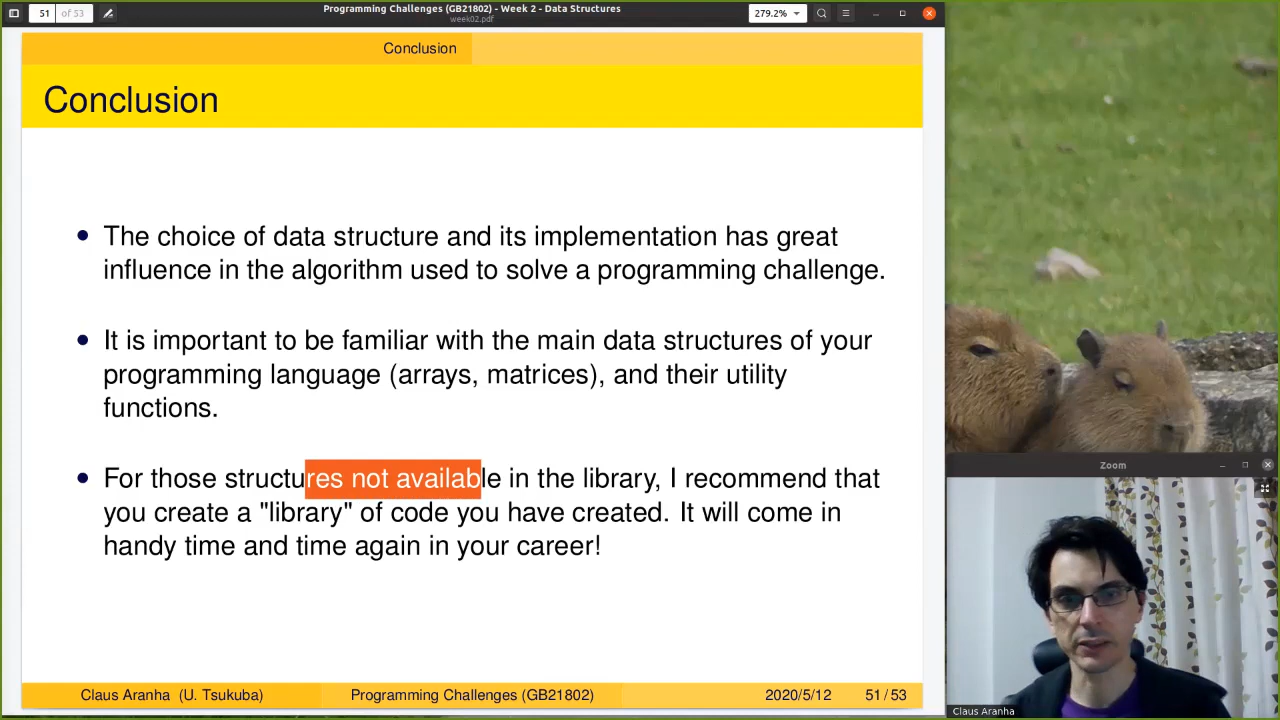 51 of 53
Programming Challenges (GB21802) - Week 2 - Data Structures
week02.pdf
279.2%
Conclusion
Conclusion
The choice of data structure and its implementation has great
influence in the algorithm used to solve a programming challenge.
It is important to be familiar with the main data structures of your
programming language (arrays, matrices), and their utility
functions.
For those structures not available in the library, I recommend that
you create a "library" of code you have created. It will come in
handy time and time again in your career!
Claus Aranha (U. Tsukuba)
Programming Challenges (GB21802)
2020/5/12
51 / 53
Zoom
Claus Aranha